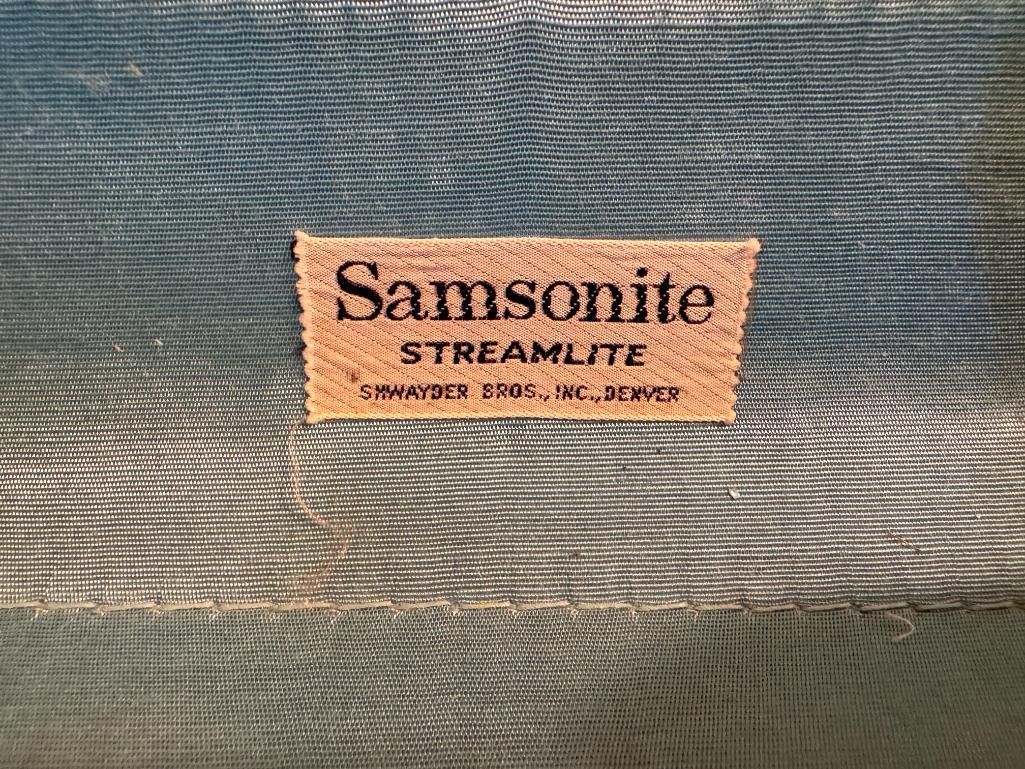 Samsonite
STREAMLITE
SHWAYDER BROS., INC., DENVER